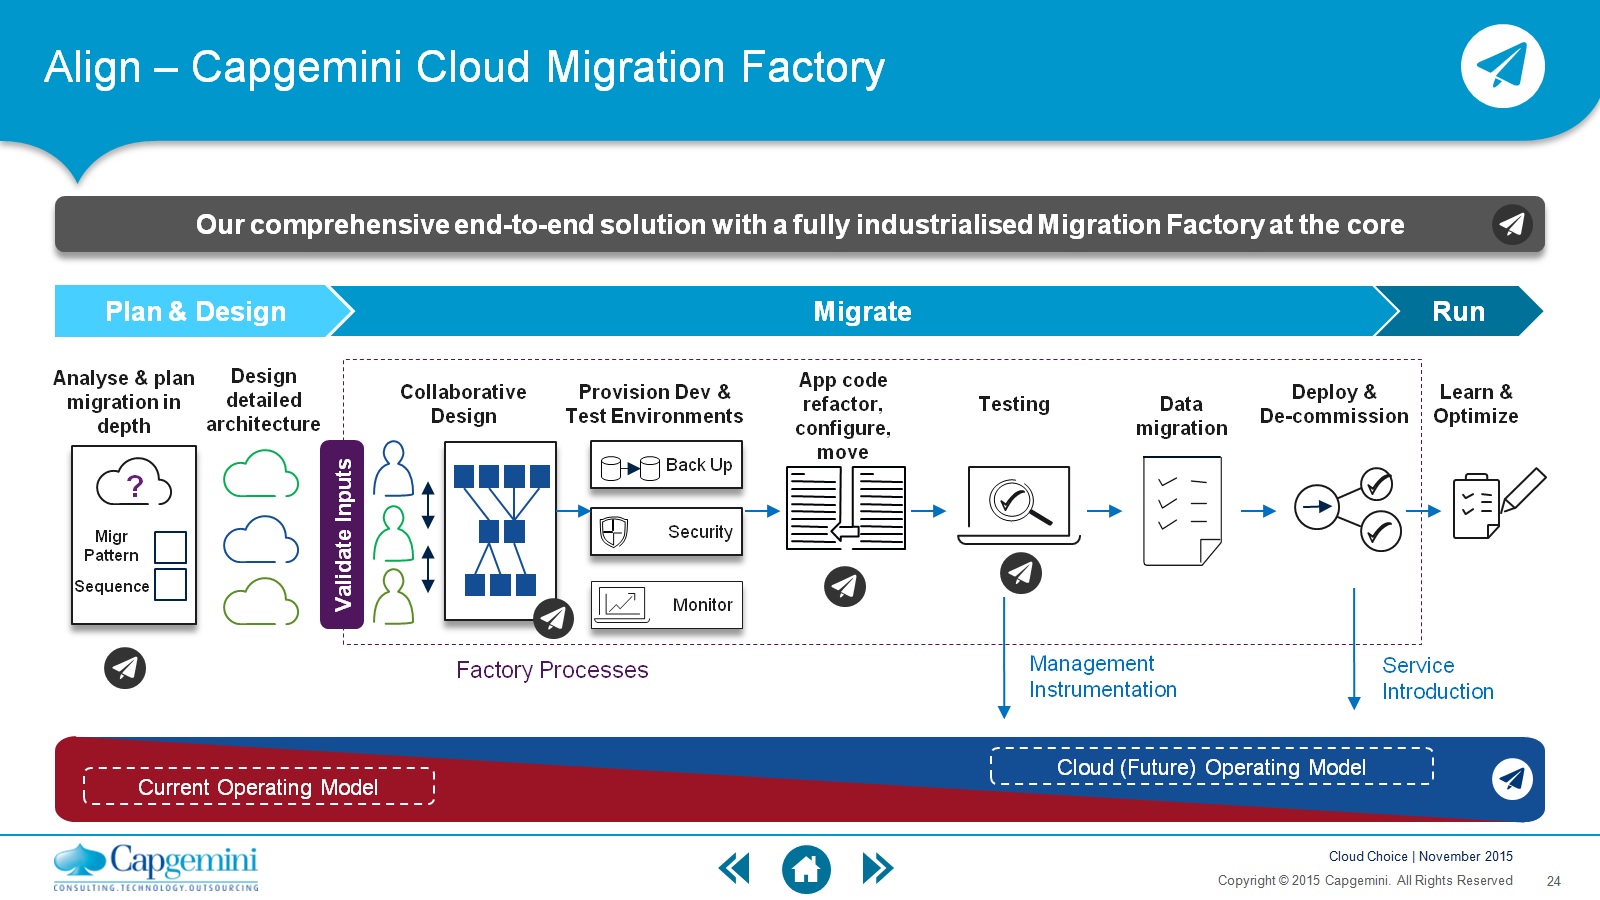 Align – Capgemini Cloud Migration Factory
Our comprehensive end-to-end solution with a fully industrialised Migration Factory at the core
Plan & Design
Migrate
Run
Analyse & plan
migration in
depth
Design
detailed
architecture
Collaborative
Design
Provision Dev &
Test Environments
App code
refactor,
configure,
move
Testing
Data
migration
Deploy &
De-commission
Learn &
Optimize
?
Migr
Pattern
Sequence
Validate Inputs
Back Up
Security
Monitor
Factory Processes
Management
Instrumentation
Service
Introduction
Current Operating Model
Cloud (Future) Operating Model
Capgemini
CONSULTING.TECHNOLOGY.OUTSOURCING
Cloud Choice | November 2015
Copyright © 2015 Capgemini. All Rights Reserved
24